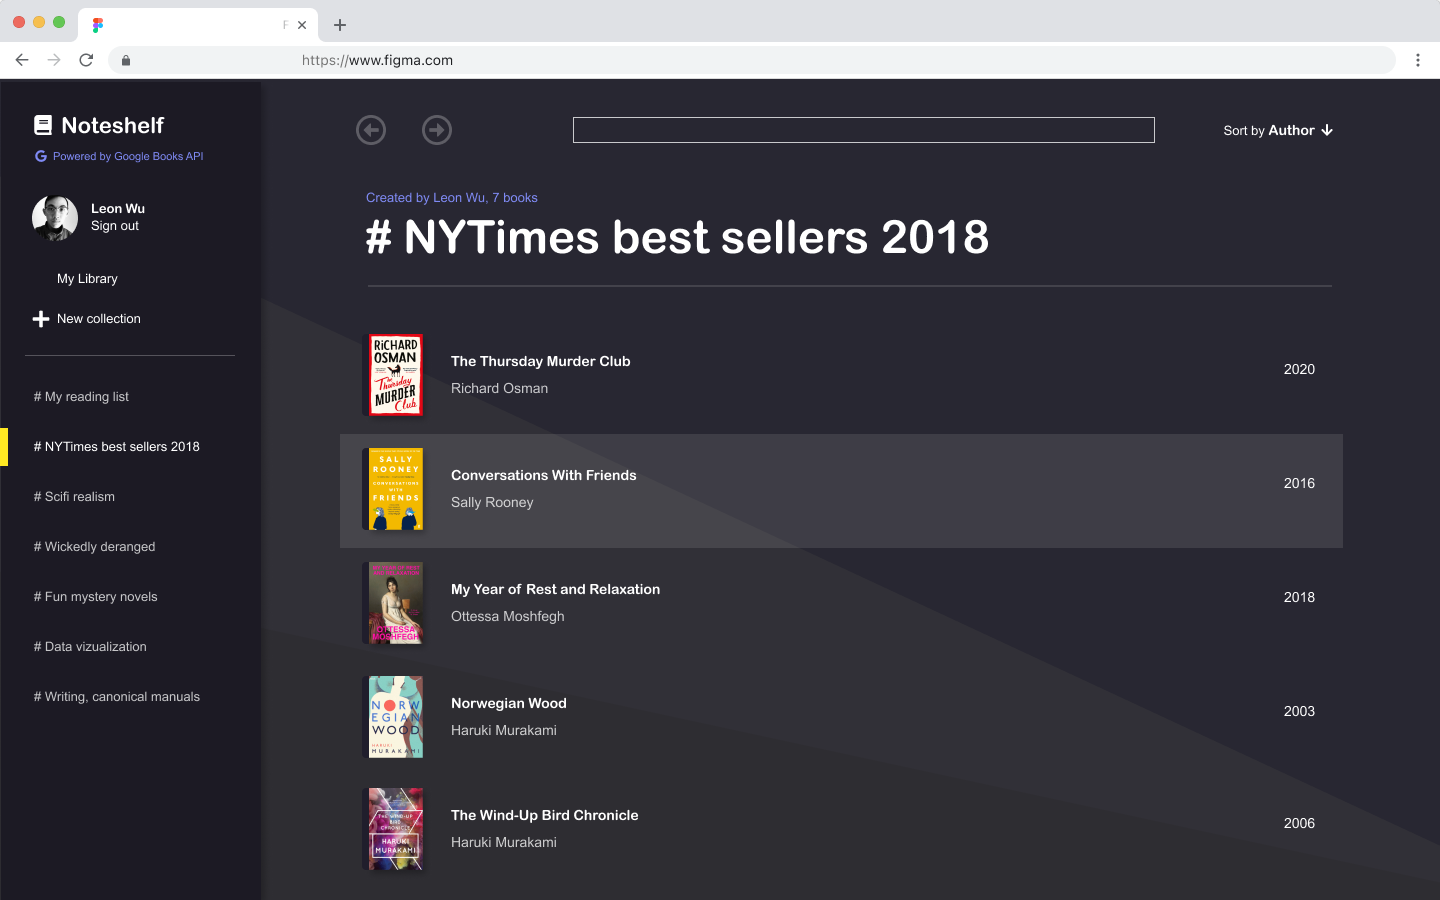 F
https://www.figma.com
Noteshelf
Powered by Google Books API
Leon Wu
Sign out
My Library
New collection
# My reading list
# NYTimes best sellers 2018
# Scifi realism
# Wickedly deranged
# Fun mystery novels
# Data vizualization
# Writing, canonical manuals
Sort by Author
Created by Leon Wu, 7 books
# NYTimes best sellers 2018
RiCHARD
OSMAN
The
Thursday
MURDER
Club
The Thursday Murder Club
Richard Osman
2020
SALLY
ROONEY
CONVERSATIONS
WITH
FRIENDS
Conversations With Friends
Sally Rooney
2016
OTTESSA
MOSHFEGH
My Year of Rest and Relaxation
Ottessa Moshfegh
2018
NORW
EGIAN
WOOD
HARUKI
MURAKAMI
Norwegian Wood
Haruki Murakami
2003
THE WIND-UP
BIRD
CHRONICLE
HARUKI
MURAKAMI
The Wind-Up Bird Chronicle
Haruki Murakami
2006